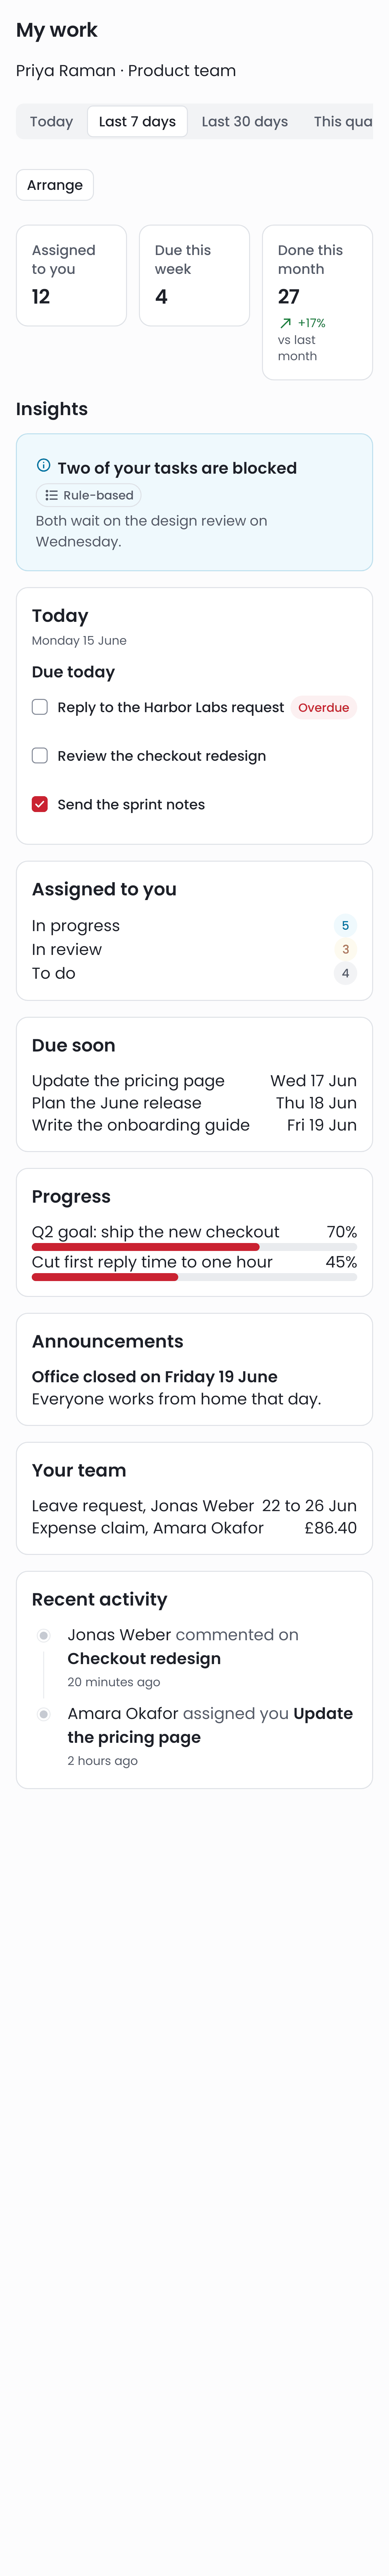 My work
Priya Raman · Product team
Today
Last 7 days
Last 30 days
This qua
Arrange
Assigned
to you
12
Due this
week
4
Done this
month
27
+17%
vs last
month
Insights
Two of your tasks are blocked
Rule-based
Both wait on the design review on
Wednesday.
Today
Monday 15 June
Due today
Reply to the Harbor Labs request Overdue
Review the checkout redesign
Send the sprint notes
Assigned to you
In progress 5
In review 3
To do 4
Due soon
Update the pricing page Wed 17 Jun
Plan the June release Thu 18 Jun
Write the onboarding guide Fri 19 Jun
Progress
Q2 goal: ship the new checkout 70%
Cut first reply time to one hour 45%
Announcements
Office closed on Friday 19 June
Everyone works from home that day.
Your team
Leave request, Jonas Weber 22 to 26 Jun
Expense claim, Amara Okafor £86.40
Recent activity
Jonas Weber commented on
Checkout redesign
20 minutes ago
Amara Okafor assigned you Update
the pricing page
2 hours ago